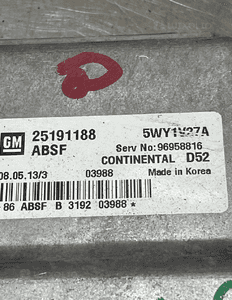 GM 25191188 5WY1V27A
ABSF Serv No:96958816
CONTINENTAL D52
08.05.13/3 03988 Made in Korea
86 ABSF B 3192 03988 *